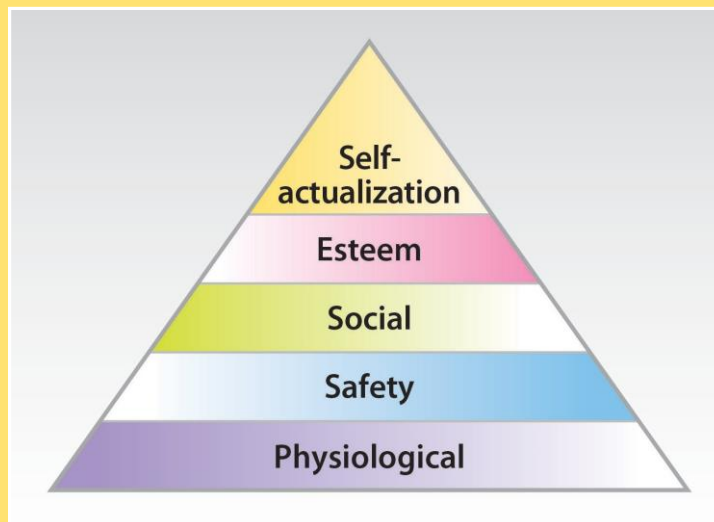 Self-
actualization
Esteem
Social
Safety
Physiological